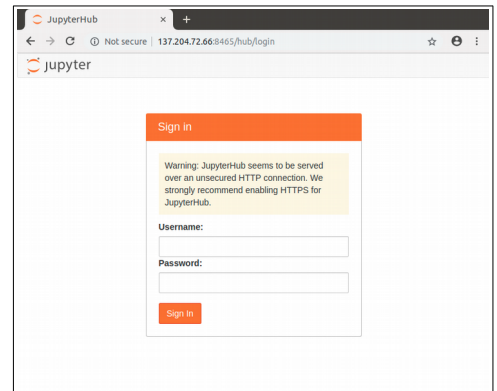 JupyterHub
Not secure | 137.204.72.66:8465/hub/login
jupyter
Sign in
Warning: JupyterHub seems to be served
over an unsecured HTTP connection. We
strongly recommend enabling HTTPS for
JupyterHub.
Username:
Password:
Sign In